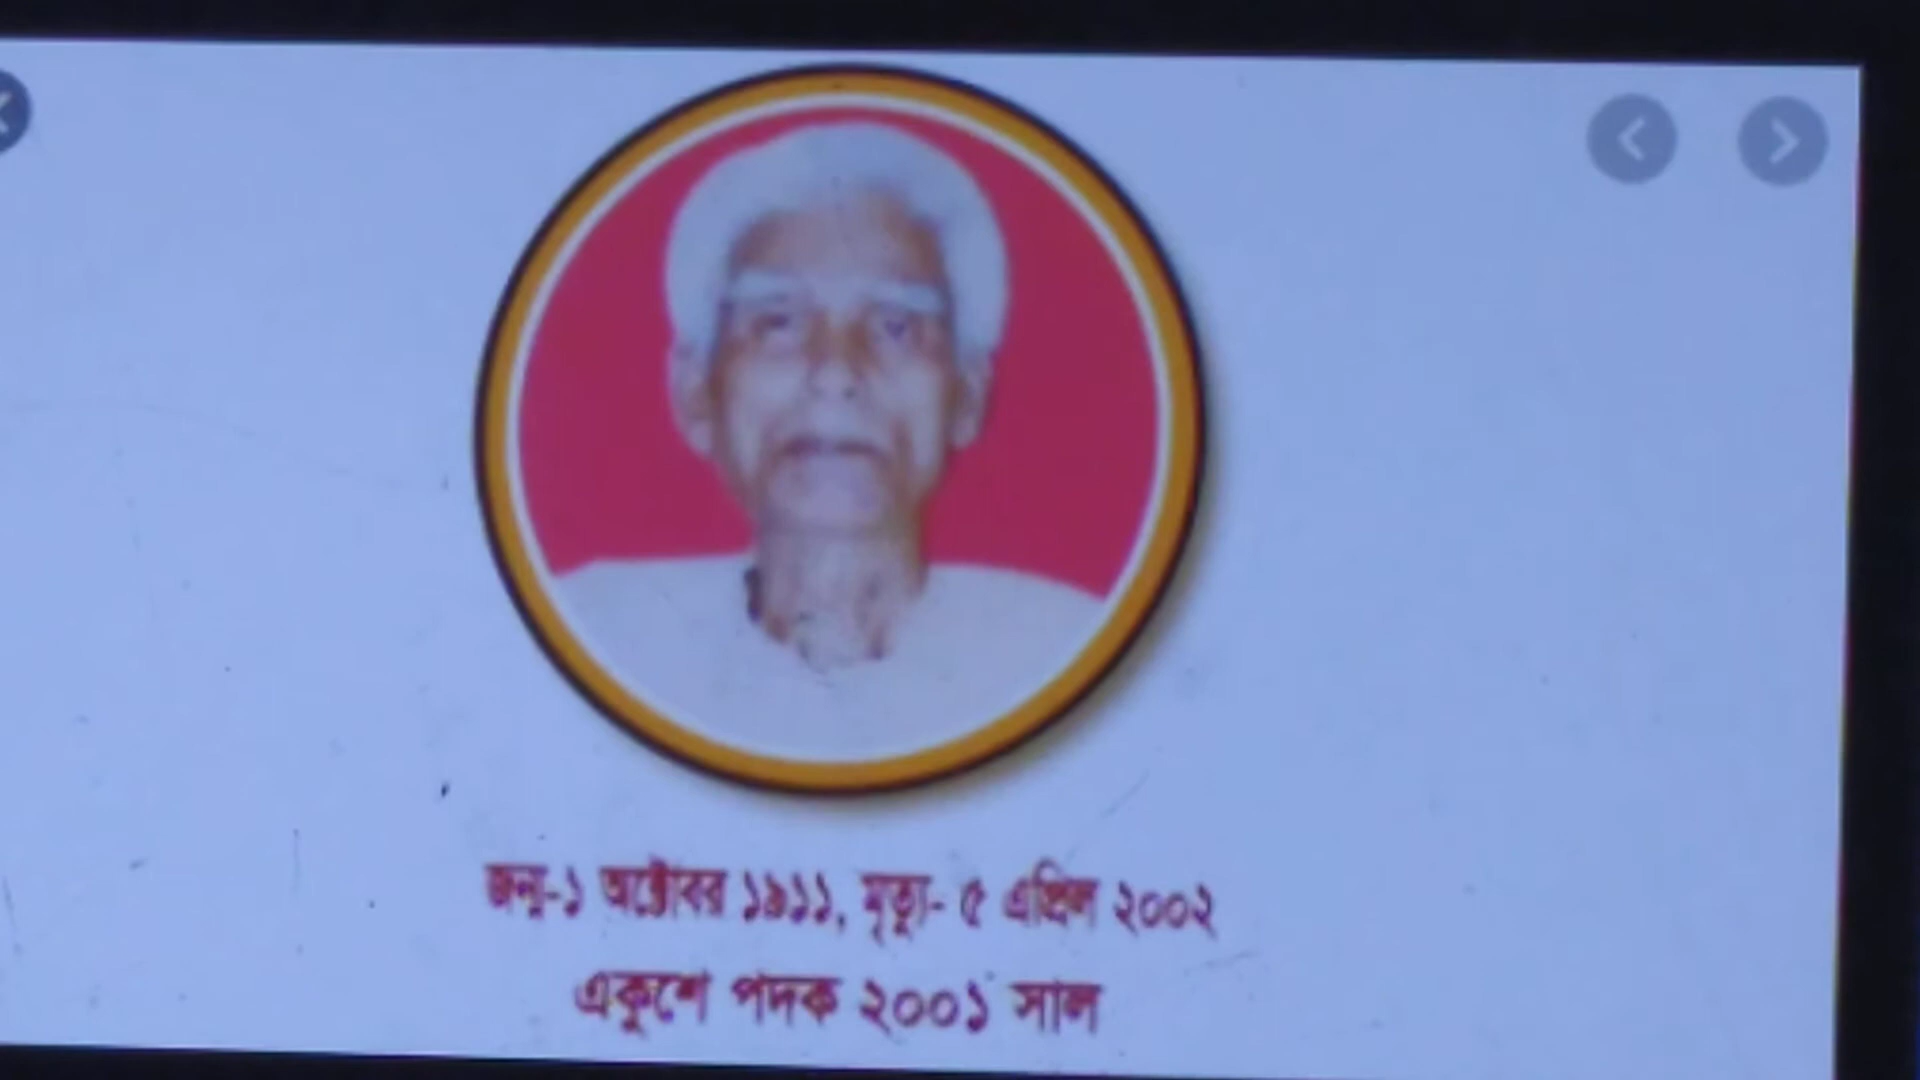 জন্ম-১ অক্টোবর ১৯১১, মৃত্যু- ৫ এপ্রিল ২০০২
একুশে পদক ২০০১ সাল